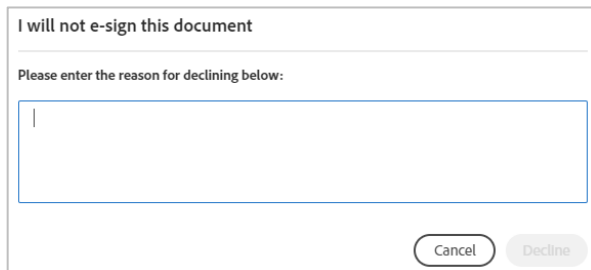 I will not e-sign this document
Please enter the reason for declining below:
Cancel Decline